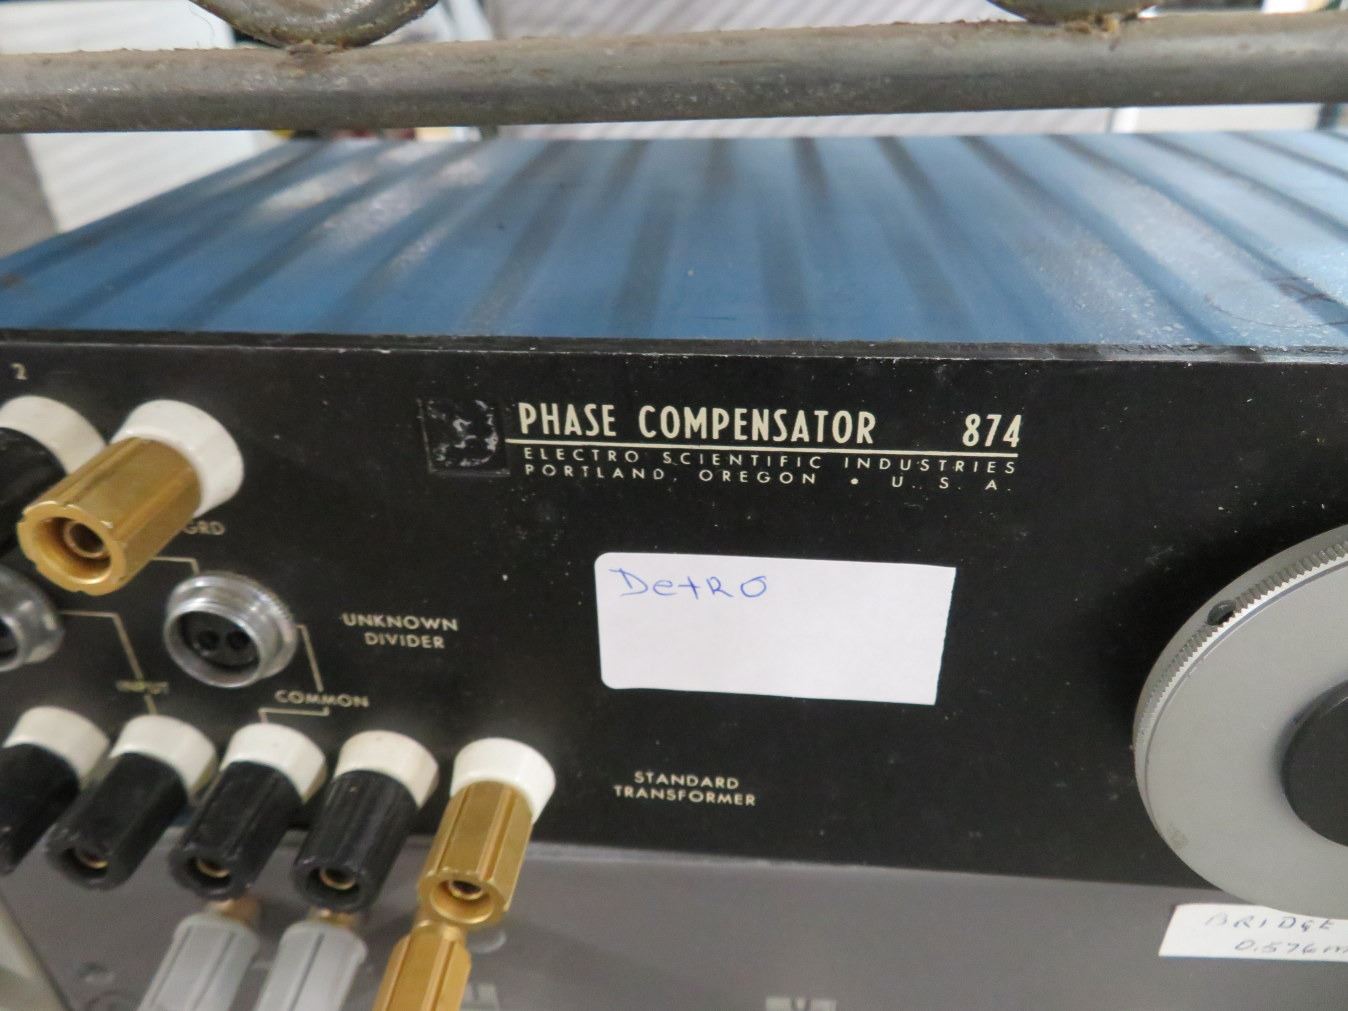 2
PHASE COMPENSATOR 874
ELECTRO SCIENTIFIC INDUSTRIES
PORTLAND, OREGON • U. S. A.
GRD
Detro
UNKNOWN
DIVIDER
INPUT
COMMON
STANDARD
TRANSFORMER
BRIDGE